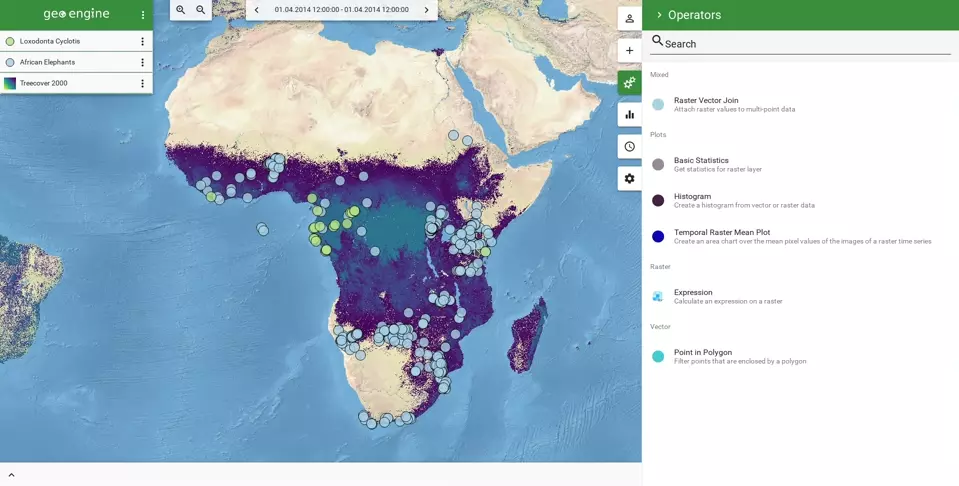 geo engine
Loxodonta Cyclotis
African Elephants
Treecover 2000
01.04.2014 12:00:00 - 01.04.2014 12:00:00
Operators
Search
Mixed
Raster Vector Join
Attach raster values to multi-point data
Plots
Basic Statistics
Get statistics for raster layer
Histogram
Create a histogram from vector or raster data
Temporal Raster Mean Plot
Create an area chart over the mean pixel values of the images of a raster time series
Raster
Expression
Calculate an expression on a raster
Vector
Point in Polygon
Filter points that are enclosed by a polygon